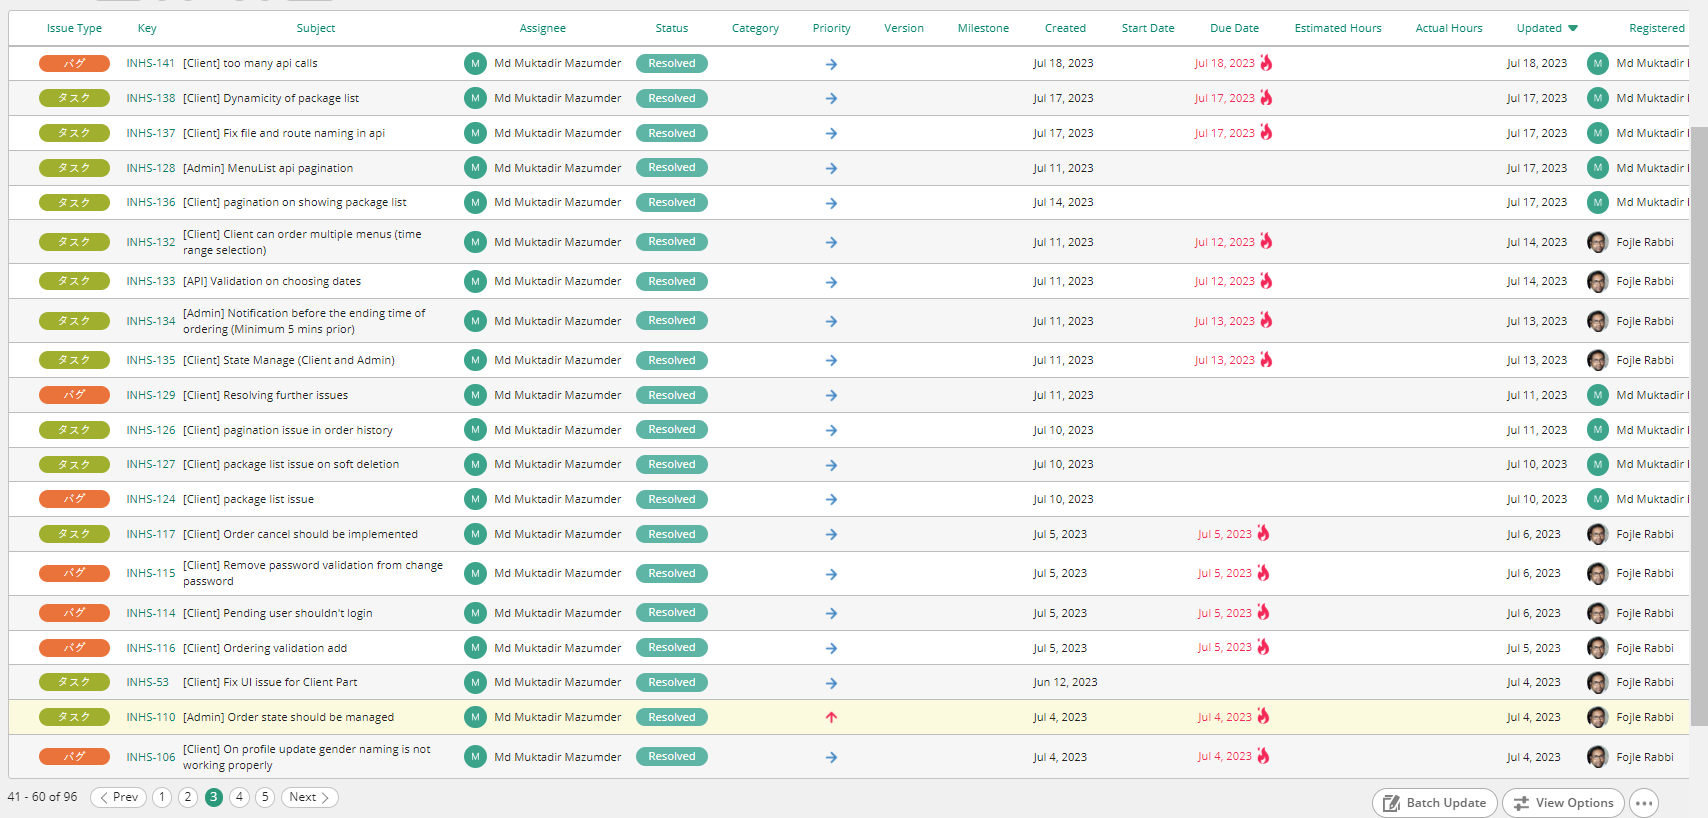 Issue Type Key Subject Assignee Status Category Priority Version Milestone Created Start Date Due Date Estimated Hours Actual Hours Updated Registered
バグ INHS-141 [Client] too many api calls M Md Muktadir Mazumder Resolved Jul 18, 2023 Jul 18, 2023 Jul 18, 2023 M Md Muktadir
タスク INHS-138 [Client] Dynamicity of package list M Md Muktadir Mazumder Resolved Jul 17, 2023 Jul 17, 2023 Jul 17, 2023 M Md Muktadir
タスク INHS-137 [Client] Fix file and route naming in api M Md Muktadir Mazumder Resolved Jul 17, 2023 Jul 17, 2023 Jul 17, 2023 M Md Muktadir
タスク INHS-128 [Admin] MenuList api pagination M Md Muktadir Mazumder Resolved Jul 11, 2023 Jul 17, 2023 M Md Muktadir
タスク INHS-136 [Client] pagination on showing package list M Md Muktadir Mazumder Resolved Jul 14, 2023 Jul 17, 2023 M Md Muktadir
タスク INHS-132 [Client] Client can order multiple menus (time
range selection) M Md Muktadir Mazumder Resolved Jul 11, 2023 Jul 12, 2023 Jul 14, 2023 Fojle Rabbi
タスク INHS-133 [API] Validation on choosing dates M Md Muktadir Mazumder Resolved Jul 11, 2023 Jul 12, 2023 Jul 14, 2023 Fojle Rabbi
タスク INHS-134 [Admin] Notification before the ending time of
ordering (Minimum 5 mins prior) M Md Muktadir Mazumder Resolved Jul 11, 2023 Jul 13, 2023 Jul 13, 2023 Fojle Rabbi
タスク INHS-135 [Client] State Manage (Client and Admin) M Md Muktadir Mazumder Resolved Jul 11, 2023 Jul 13, 2023 Jul 13, 2023 Fojle Rabbi
バグ INHS-129 [Client] Resolving further issues M Md Muktadir Mazumder Resolved Jul 11, 2023 Jul 11, 2023 M Md Muktadir
タスク INHS-126 [Client] pagination issue in order history M Md Muktadir Mazumder Resolved Jul 10, 2023 Jul 11, 2023 M Md Muktadir
タスク INHS-127 [Client] package list issue on soft deletion M Md Muktadir Mazumder Resolved Jul 10, 2023 Jul 10, 2023 M Md Muktadir
バグ INHS-124 [Client] package list issue M Md Muktadir Mazumder Resolved Jul 10, 2023 Jul 10, 2023 M Md Muktadir
タスク INHS-117 [Client] Order cancel should be implemented M Md Muktadir Mazumder Resolved Jul 5, 2023 Jul 5, 2023 Jul 6, 2023 Fojle Rabbi
バグ INHS-115 [Client] Remove password validation from change
password M Md Muktadir Mazumder Resolved Jul 5, 2023 Jul 5, 2023 Jul 6, 2023 Fojle Rabbi
バグ INHS-114 [Client] Pending user shouldn't login M Md Muktadir Mazumder Resolved Jul 5, 2023 Jul 5, 2023 Jul 6, 2023 Fojle Rabbi
バグ INHS-116 [Client] Ordering validation add M Md Muktadir Mazumder Resolved Jul 5, 2023 Jul 5, 2023 Jul 6, 2023 Fojle Rabbi
タスク INHS-53 [Client] Fix UI issue for Client Part M Md Muktadir Mazumder Resolved Jun 12, 2023 Jul 4, 2023 Fojle Rabbi
タスク INHS-110 [Admin] Order state should be managed M Md Muktadir Mazumder Resolved Jul 4, 2023 Jul 4, 2023 Jul 4, 2023 Fojle Rabbi
バグ INHS-106 [Client] On profile update gender naming is not
working properly M Md Muktadir Mazumder Resolved Jul 4, 2023 Jul 4, 2023 Jul 4, 2023 Fojle Rabbi
41 - 60 of 96 Prev 1 2 3 4 5 Next
Batch Update View Options